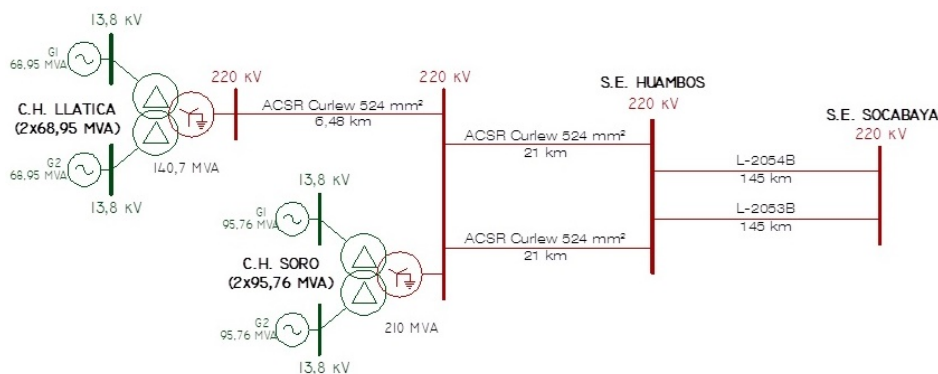 13,8 kV
G1
68,95 MVA
C.H. LLATICA
(2x68,95 MVA)
G2
68,95 MVA
13,8 kV
140,7 MVA
220 kV
ACSR Curlew 524 mm²
6,48 km
220 kV
13,8 kV
G1
95,76 MVA
C.H. SORO
(2x95,76 MVA)
G2
95,76 MVA
13,8 kV
210 MVA
ACSR Curlew 524 mm²
21 km
ACSR Curlew 524 mm²
21 km
S.E. HUAMBOS
220 kV
L-2054B
145 km
L-2053B
145 km
S.E. SOCABAYA
220 kV